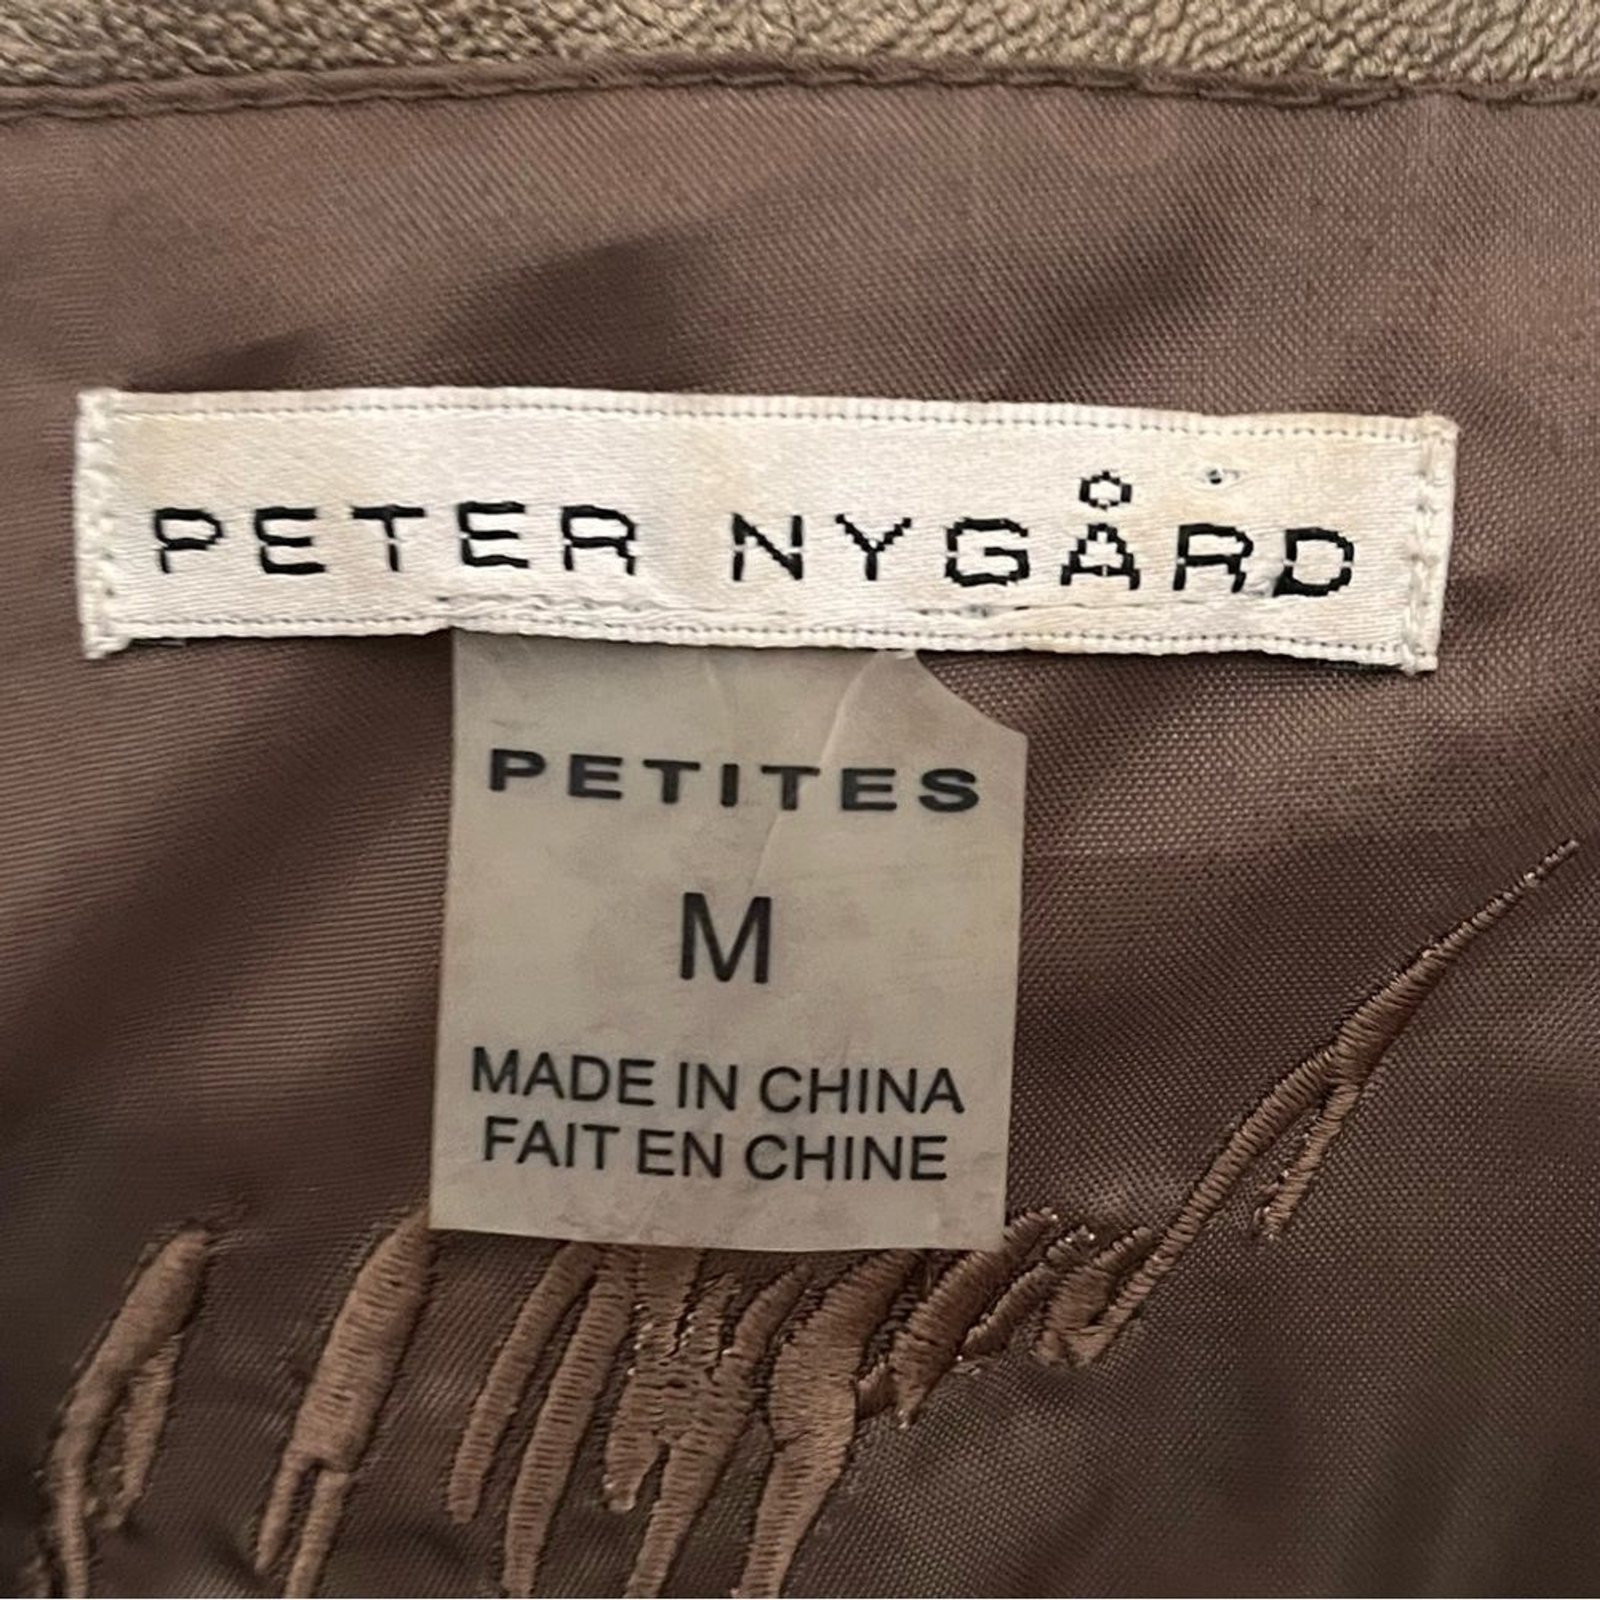 PETER NYGÅRD
PETITES
M
MADE IN CHINA
FAIT EN CHINE